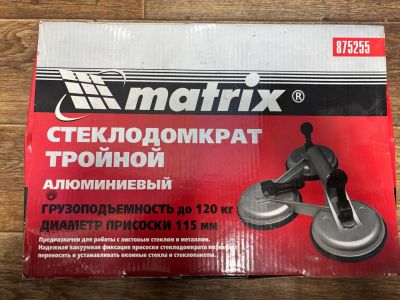 875255
matrix ®
СТЕКЛОДОМКРАТ
ТРОЙНОЙ
АЛЮМИНИЕВЫЙ
ГРУЗОПОДЪЕМНОСТЬ до 120 кг
ДИАМЕТР ПРИСОСКИ 115 мм
Предназначен для работы с листовым стеклом и металлом.
Надежная вакуумная фиксация присоски стеклодомкрата позволяет
переносить и устанавливать оконные стекла и стеклопакеты.